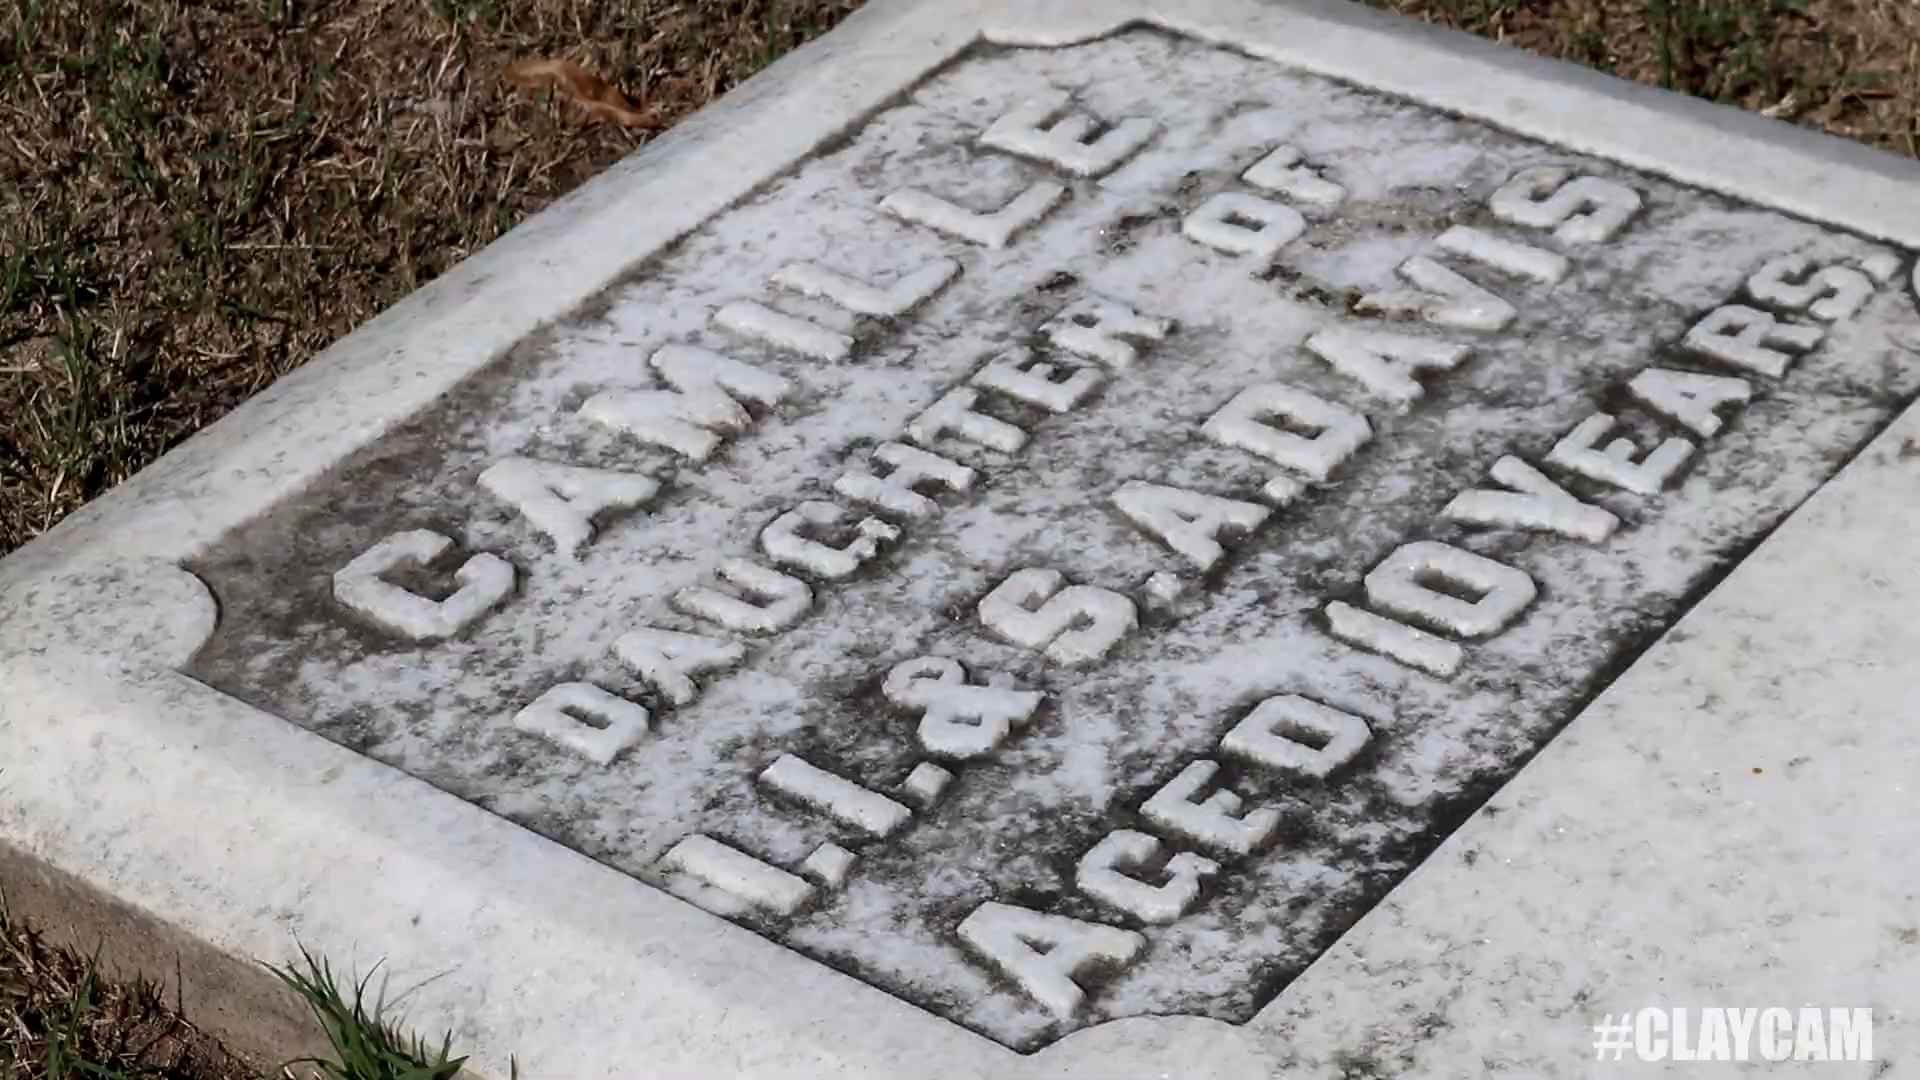 CAMILLE
DAUGHTER OF
I.I.& S.A.DAVIS
AGED 10 YEARS.
#CLAYCAM